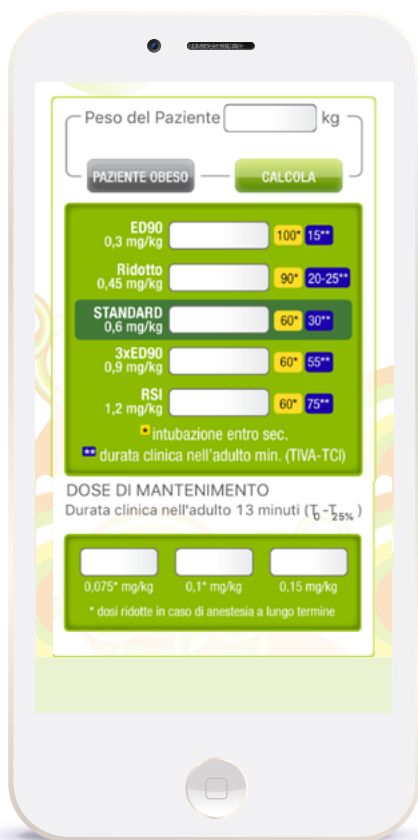 Peso del Paziente kg
PAZIENTE OBESO CALCOLA
ED90
0,3 mg/kg 100* 15**
Ridotto
0,45 mg/kg 90* 20-25**
STANDARD
0,6 mg/kg 60* 30**
3xED90
0,9 mg/kg 60* 55**
RSI
1,2 mg/kg 60* 75**
* intubazione entro sec.
** durata clinica nell'adulto min. (TIVA-TCI)
DOSE DI MANTENIMENTO
Durata clinica nell'adulto 13 minuti (T0-T25%)
0,075* mg/kg 0,1* mg/kg 0,15 mg/kg
* dosi ridotte in caso di anestesia a lungo termine